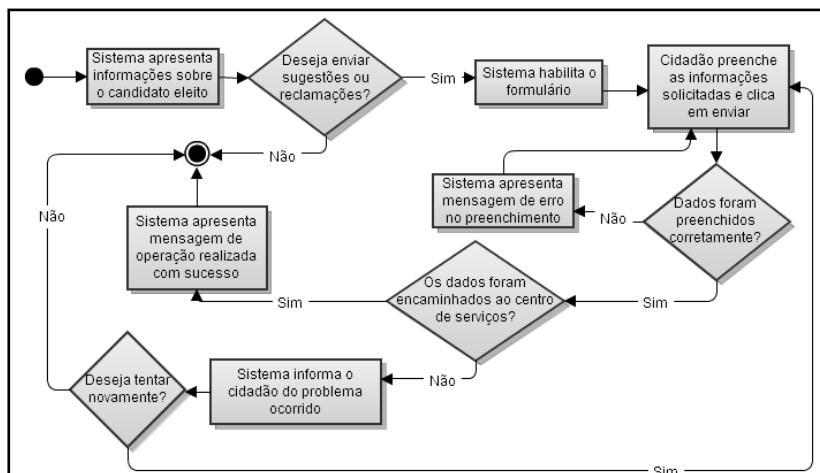 Sistema apresenta
informações sobre
o candidato eleito
Deseja enviar
sugestões ou
reclamações?
Sim
Sistema habilita o
formulário
Cidadão preenche
as informações
solicitadas e clica
em enviar
Não
Não
Sistema apresenta
mensagem de erro
no preenchimento
Não
Dados foram
preenchidos
corretamente?
Sistema apresenta
mensagem de
operação realizada
com sucesso
Sim
Os dados foram
encaminhados ao centro
de serviços?
Sim
Deseja tentar
novamente?
Sistema informa o
cidadão do problema
ocorrido
Não
Sim